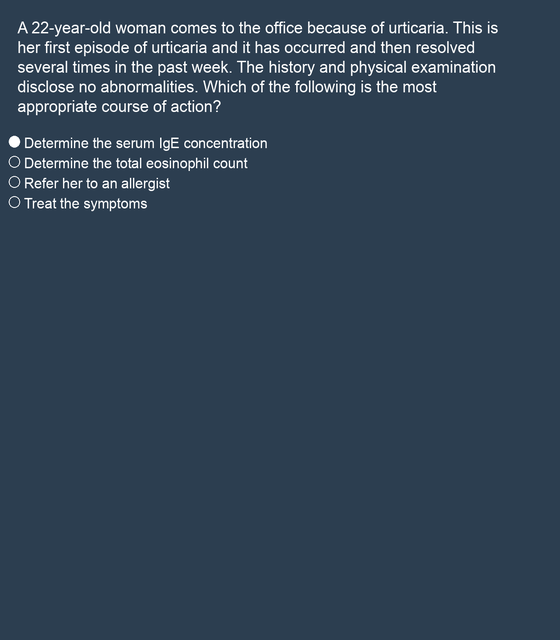 A 22-year-old woman comes to the office because of urticaria. This is
her first episode of urticaria and it has occurred and then resolved
several times in the past week. The history and physical examination
disclose no abnormalities. Which of the following is the most
appropriate course of action?
Determine the serum IgE concentration
Determine the total eosinophil count
Refer her to an allergist
Treat the symptoms